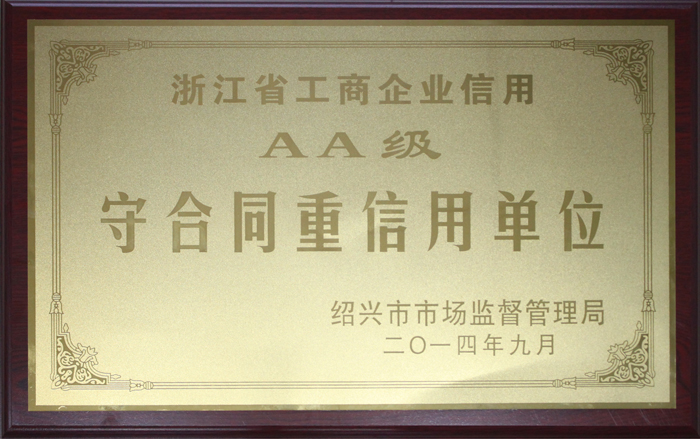 浙江省工商企业信用
AA级
守合同重信用单位
绍兴市市场监督管理局
二〇一四年九月